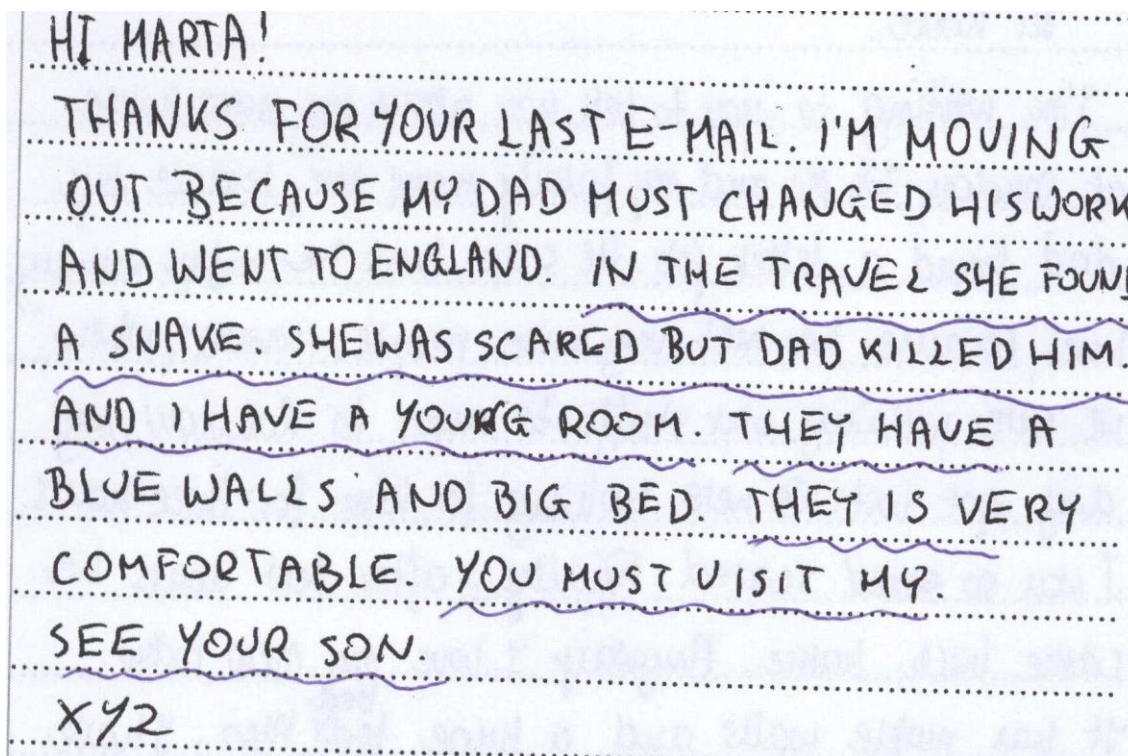 HI MARTA!
THANKS FOR YOUR LAST E-MAIL. I'M MOVING
OUT BECAUSE MY DAD MUST CHANGED HIS WORK
AND WENT TO ENGLAND. IN THE TRAVEL SHE FOUND
A SNAKE. SHE WAS SCARED BUT DAD KILLED HIM.
AND I HAVE A YOUNG ROOM. THEY HAVE A
BLUE WALLS AND BIG BED. THEY IS VERY
COMFORTABLE. YOU MUST VISIT MY.
SEE YOUR SON.
XYZ